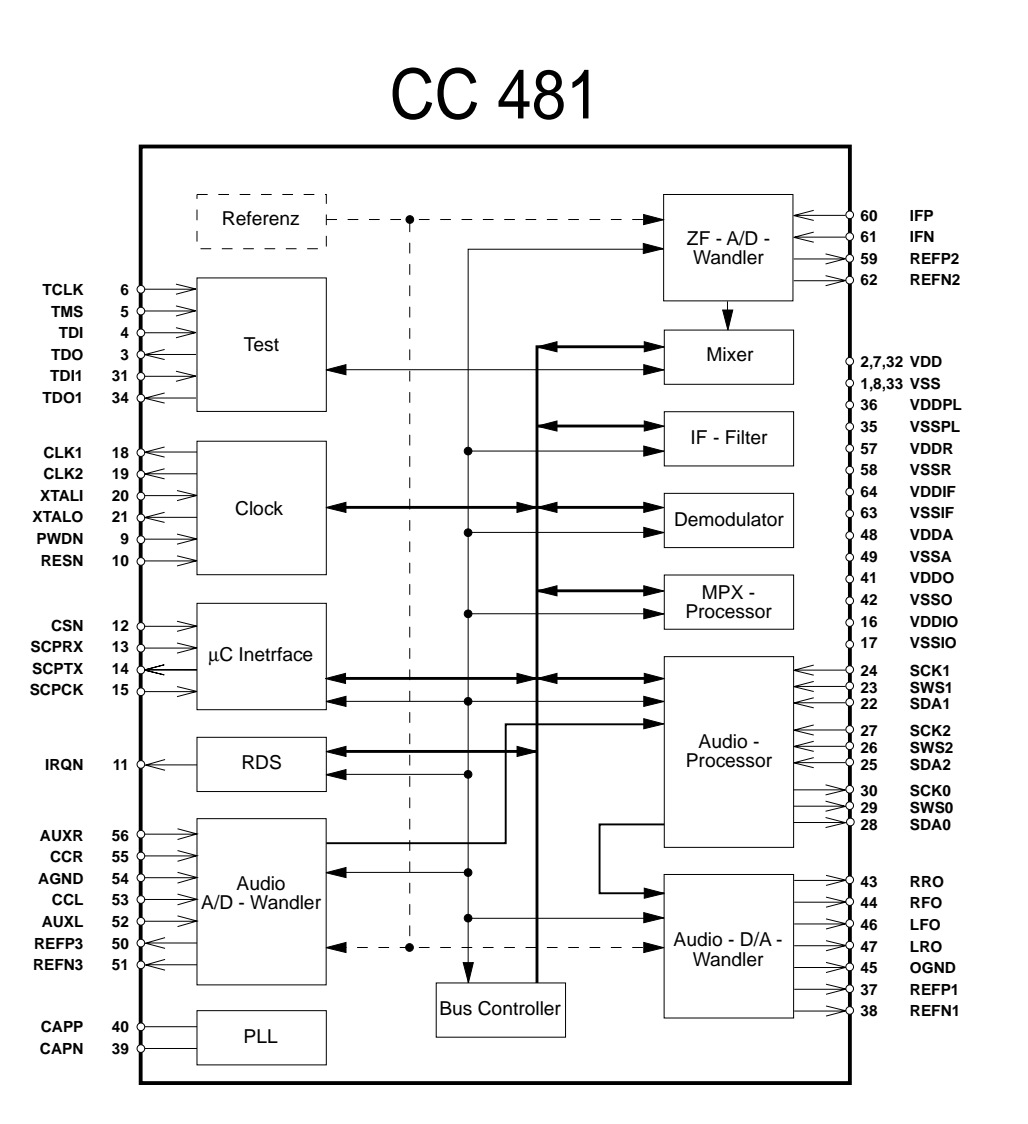 CC 481
Referenz
ZF - A/D -
Wandler
60 IFP
61 IFN
59 REFP2
62 REFN2
TCLK 6
TMS 5
TDI 4
TDO 3
TDI1 31
TDO1 34
Test
Mixer
2,7,32 VDD
1,8,33 VSS
36 VDDPL
35 VSSPL
57 VDDR
58 VSSR
64 VDDIF
63 VSSIF
48 VDDA
49 VSSA
41 VDDO
42 VSSO
16 VDDIO
17 VSSIO
IF - Filter
CLK1 18
CLK2 19
XTALI 20
XTALO 21
PWDN 9
RESN 10
Clock
Demodulator
MPX -
Processor
CSN 12
SCPRX 13
SCPTX 14
SCPCK 15
µC Inetrface
24 SCK1
23 SWS1
22 SDA1
27 SCK2
26 SWS2
25 SDA2
30 SCK0
29 SWS0
28 SDA0
Audio -
Processor
IRQN 11
RDS
AUXR 56
CCR 55
AGND 54
CCL 53
AUXL 52
REFP3 50
REFN3 51
Audio
A/D - Wandler
Audio - D/A -
Wandler
43 RRO
44 RFO
46 LFO
47 LRO
45 OGND
37 REFP1
38 REFN1
Bus Controller
CAPP 40
CAPN 39
PLL